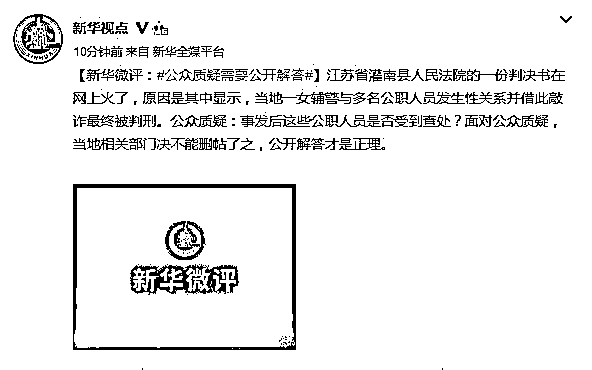 新华视点
10分钟前 来自 新华全媒平台
【新华微评：#公众质疑需要公开解答#】江苏省灌南县人民法院的一份判决书在
网上火了，原因是其中显示，当地一女辅警与多名公职人员发生性关系并借此敲
诈最终被判刑。公众质疑：事发后这些公职人员是否受到查处？面对公众质疑，
当地相关部门决不能删帖了之，公开解答才是正理。
新华微评